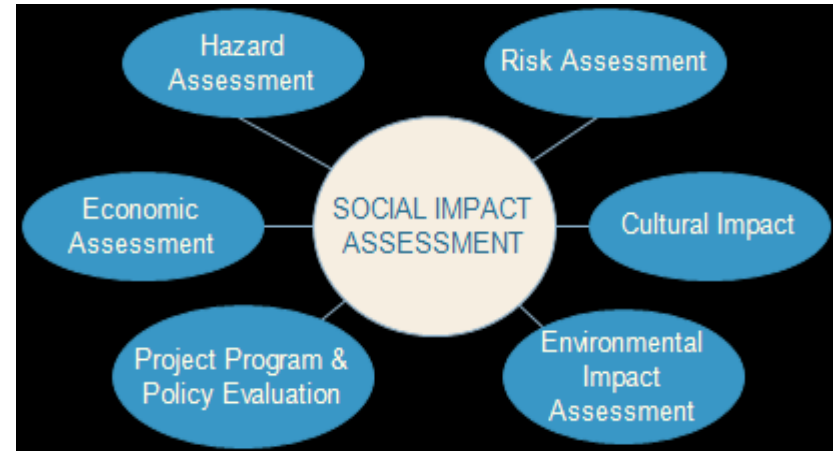 Hazard
Assessment
Risk Assessment
Economic
Assessment
SOCIAL IMPACT
ASSESSMENT
Cultural Impact
Project Program &
Policy Evaluation
Environmental
Impact
Assessment